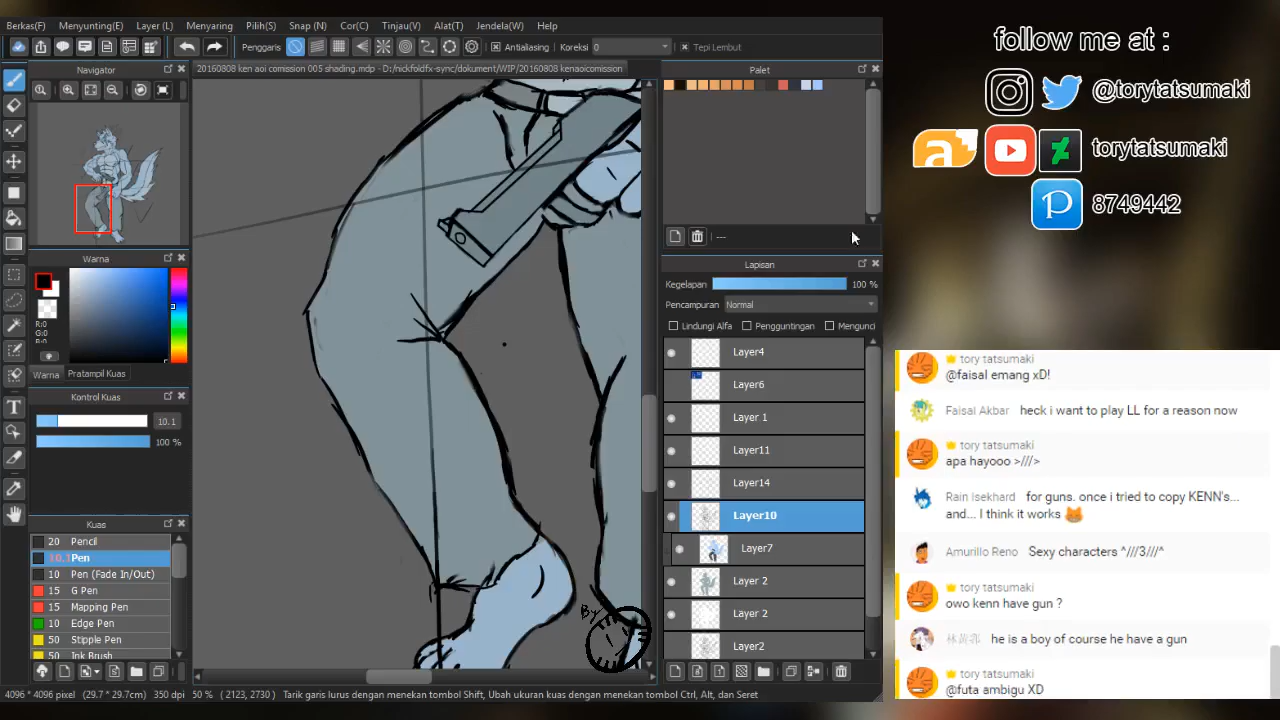 Berkas(F) Menyunting(E) Layer (L) Menyaring Pilih(S) Snap (N) Cor(C) Tinjau(V) Alat(T) Jendela(W) Help
Penggaris Antialiasing Koreksi 0 Tepi Lembut
Navigator
20160808 ken aoi comission 005 shading.mdp - D:/nickfoldfx-sync/dokument/WIP/20160808 kenaoicomission
Palet
---
Warna
R:0
G:0
B:0
Warna Pratampil Kuas
Kontrol Kuas
10.1
100 %
Kuas
20 Pencil
10.1 Pen
10 Pen (Fade In/Out)
15 G Pen
15 Mapping Pen
10 Edge Pen
50 Stipple Pen
50 Ink Brush
By
Lapisan
Kegelapan 100 %
Pencampuran Normal
Lindungi Alfa Pengguntingan Mengunci
Layer4
Layer6
Layer 1
Layer11
Layer14
Layer10
Layer7
Layer 2
Layer 2
Layer2
4096 * 4096 pixel (29.7 * 29.7cm) 350 dpi 50 % ( 2123, 2730) Tarik garis lurus dengan menekan tombol Shift, Ubah ukuran kuas dengan menekan tombol Ctrl, Alt, dan Seret
follow me at :
@torytatsumaki
a torytatsumaki
P 8749442
tory tatsumaki
@faisal emang xD!
Faisal Akbar heck i want to play LL for a reason now
tory tatsumaki
apa hayooo >///>
Rain Isekhard for guns. once i tried to copy KENN's...
and... I think it works
Amurillo Reno Sexy characters ^///3///^
tory tatsumaki
owo kenn have gun ?
he is a boy of course he have a gun
tory tatsumaki
@futa ambigu XD